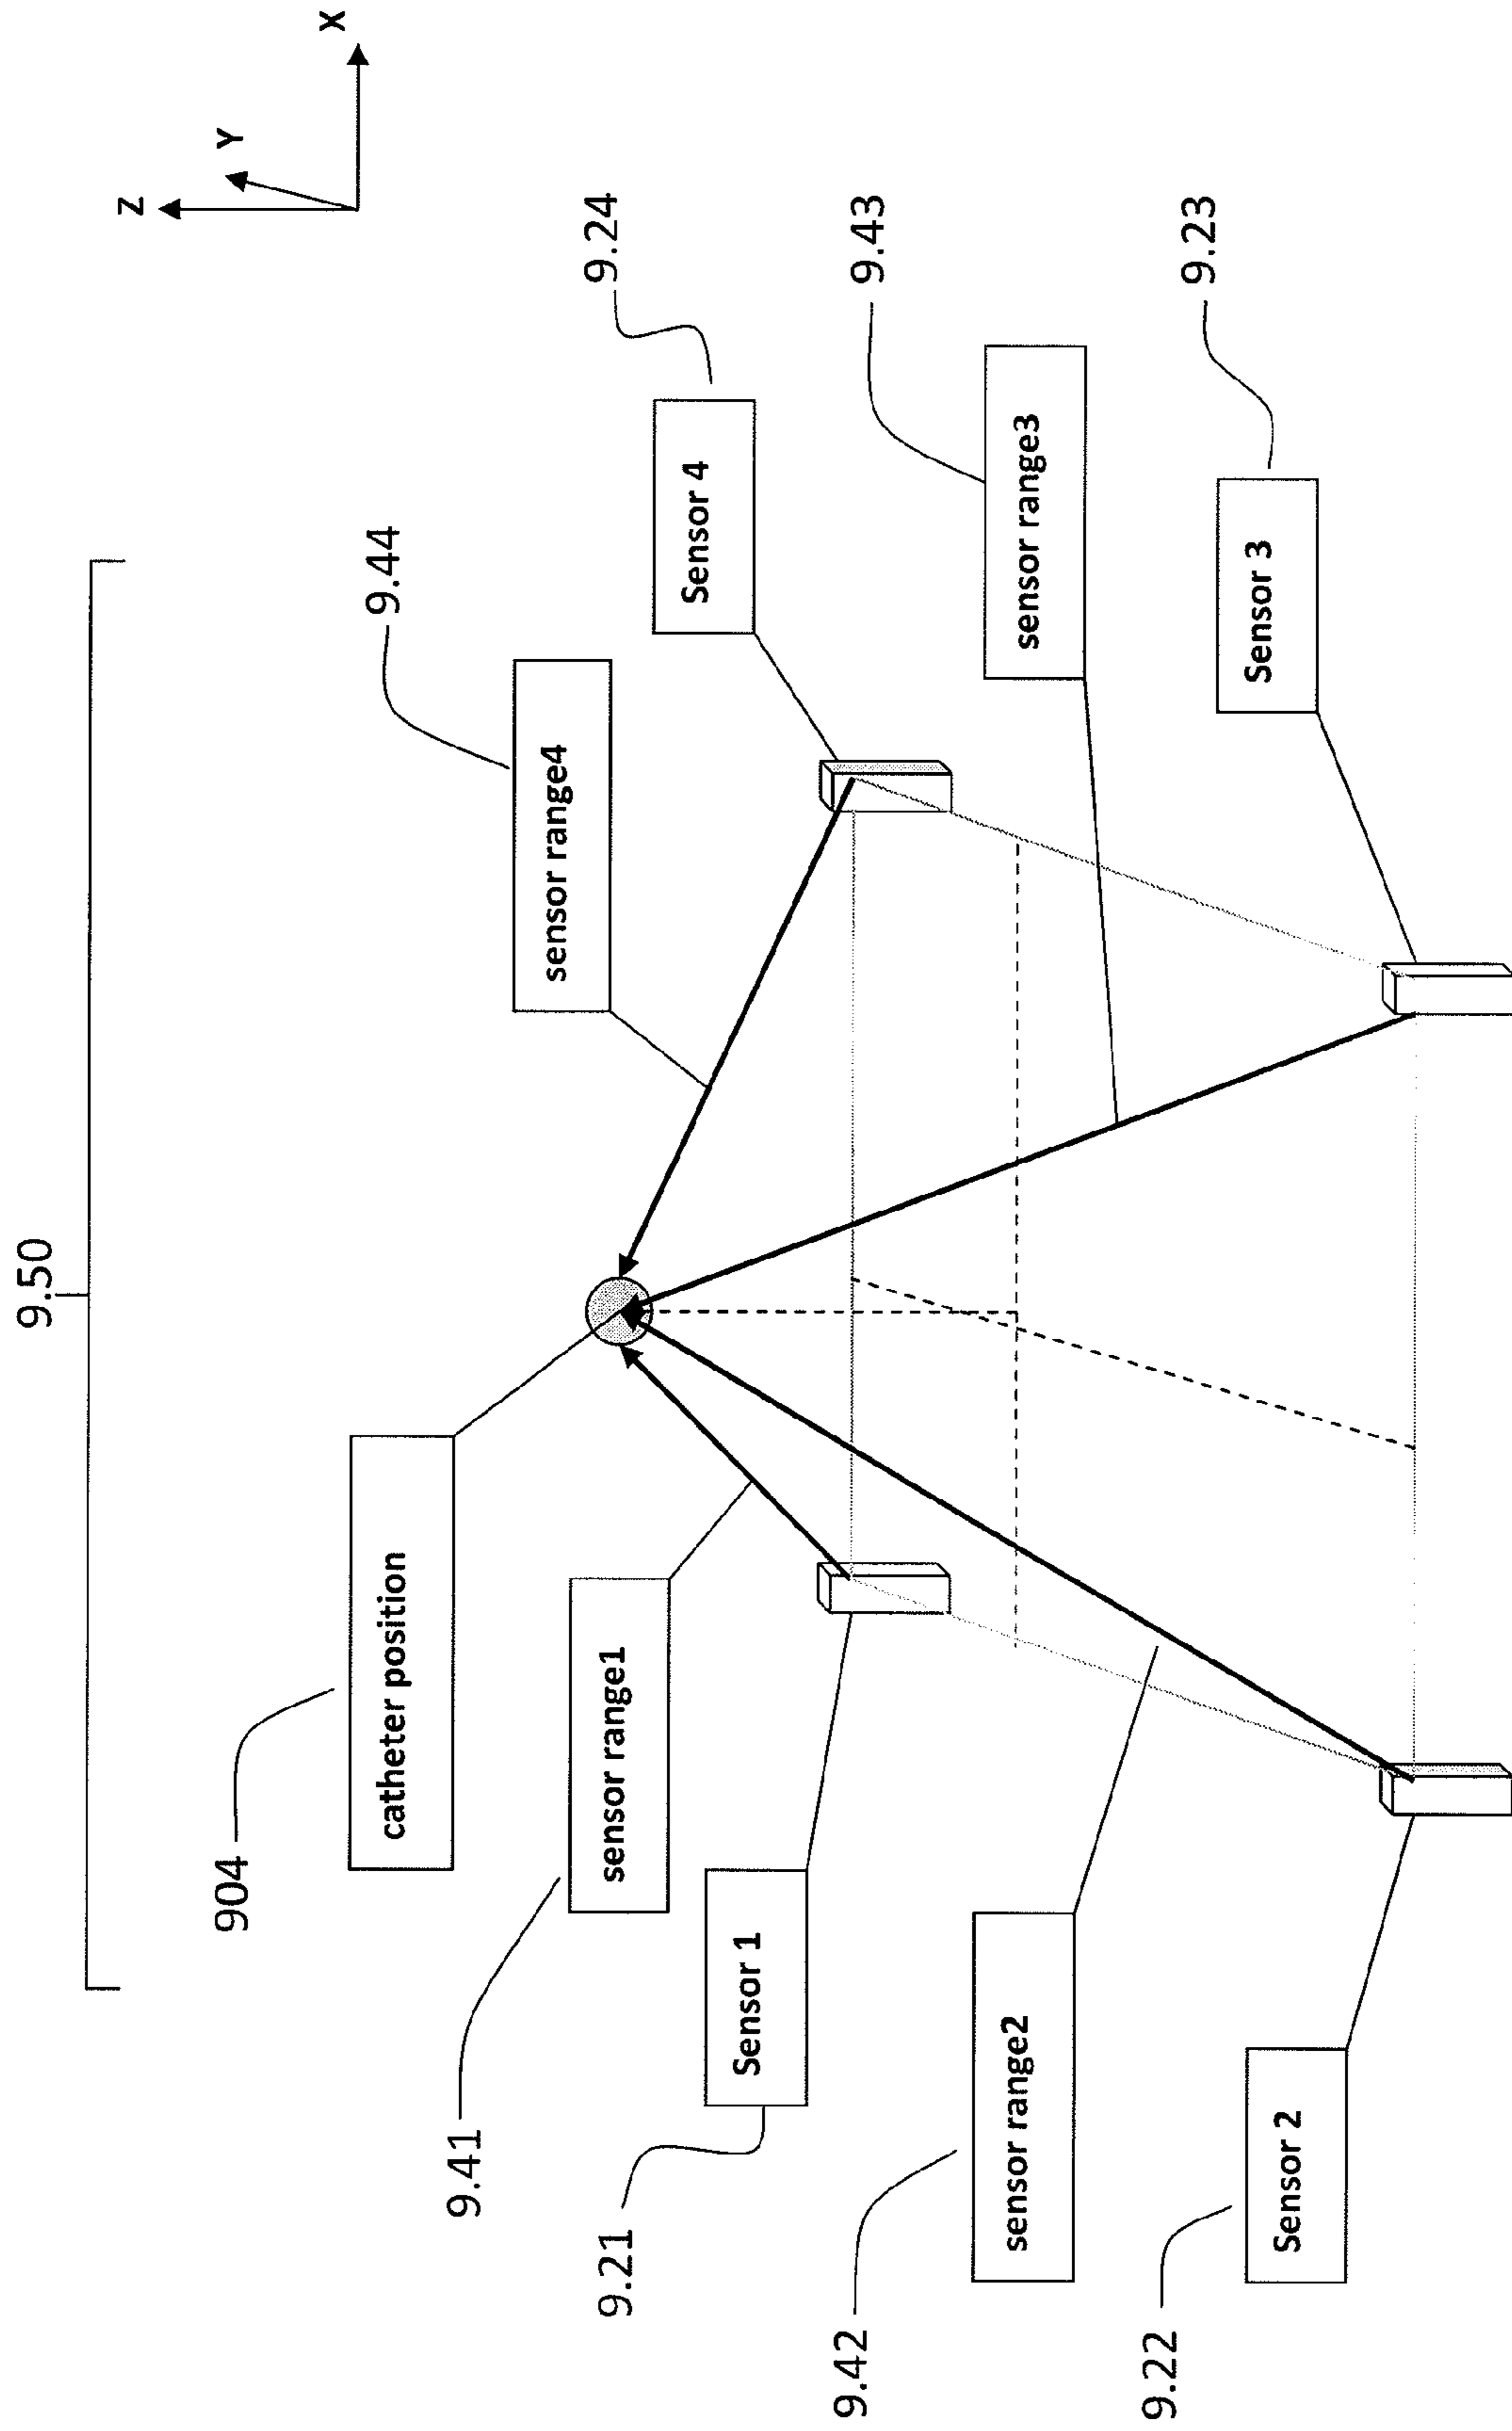 9.50
Z
Y
X
904
catheter position
9.44
sensor range4
9.41
sensor range1
9.24
Sensor 4
9.21
Sensor 1
9.43
sensor range3
9.42
sensor range2
9.23
Sensor 3
9.22
Sensor 2